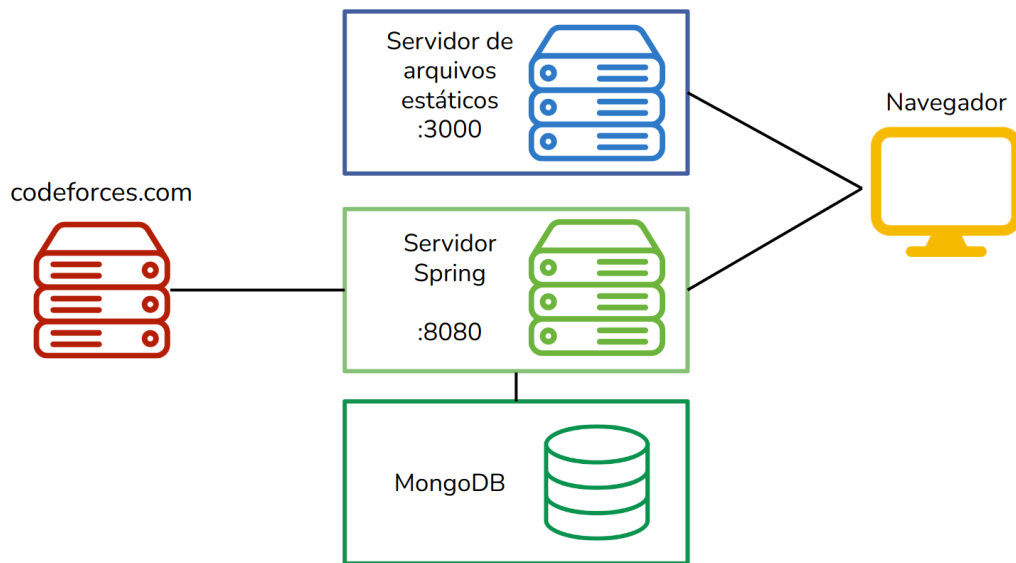 Servidor de
arquivos
estáticos
:3000
Navegador
codeforces.com
Servidor
Spring
:8080
MongoDB